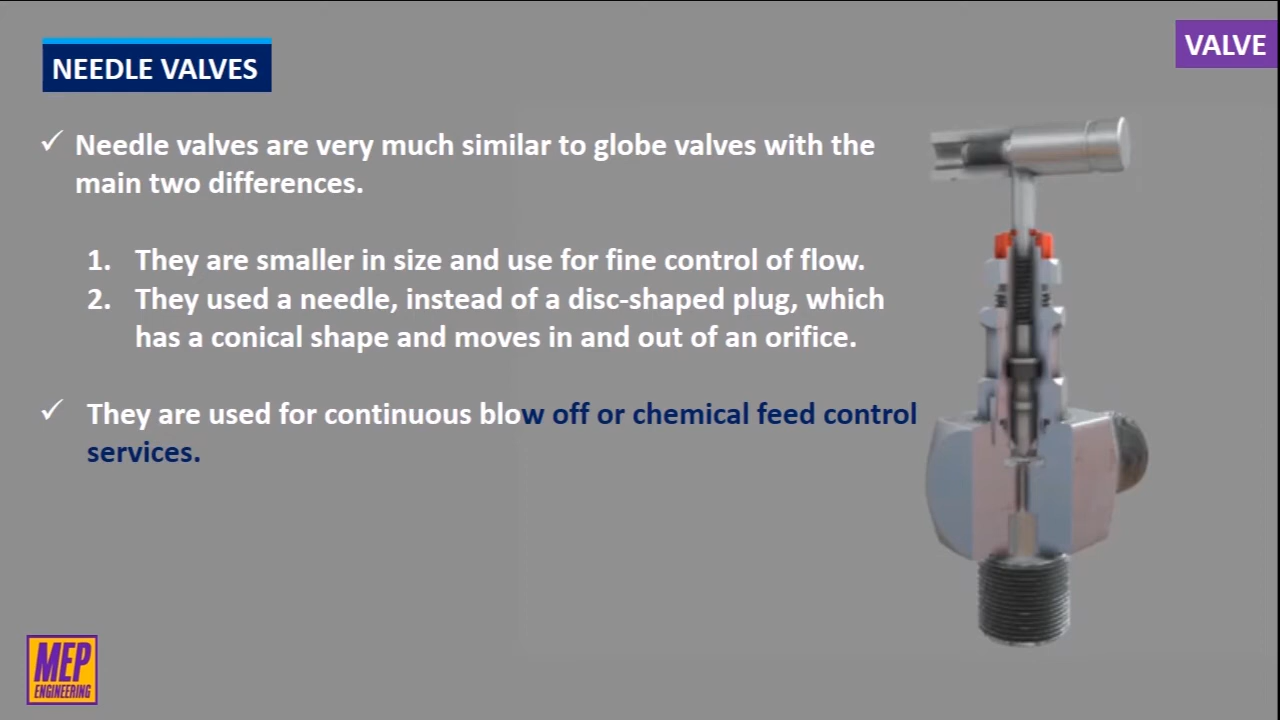 VALVE
NEEDLE VALVES
✓ Needle valves are very much similar to globe valves with the
main two differences.
1. They are smaller in size and use for fine control of flow.
2. They used a needle, instead of a disc-shaped plug, which
has a conical shape and moves in and out of an orifice.
✓ They are used for continuous blow off or chemical feed control
services.
MEP
ENGINEERING